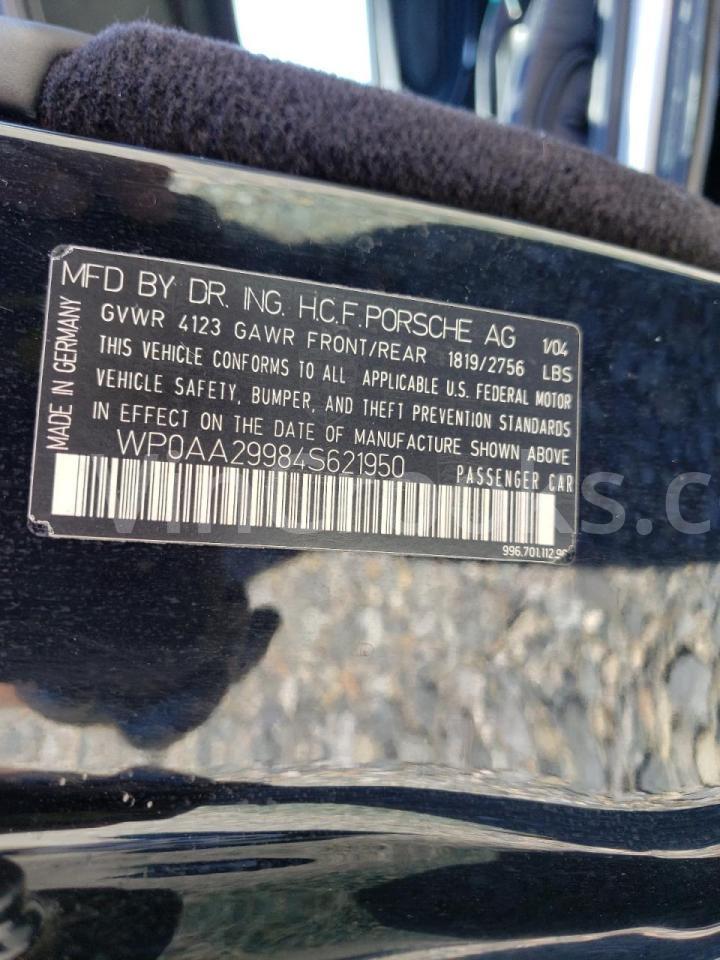 MFD BY DR. ING. H.C.F. PORSCHE AG 1/04
GVWR 4123 GAWR FRONT/REAR 1819/2756 LBS
THIS VEHICLE CONFORMS TO ALL APPLICABLE U.S. FEDERAL MOTOR
VEHICLE SAFETY, BUMPER, AND THEFT PREVENTION STANDARDS
IN EFFECT ON THE DATE OF MANUFACTURE SHOWN ABOVE
WP0AA29984S621950 PASSENGER CAR
MADE IN GERMANY